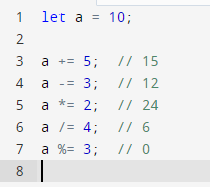 1 let a = 10;
2
3 a += 5;  // 15
4 a -= 3;  // 12
5 a *= 2;  // 24
6 a /= 4;  // 6
7 a %= 3;  // 0
8